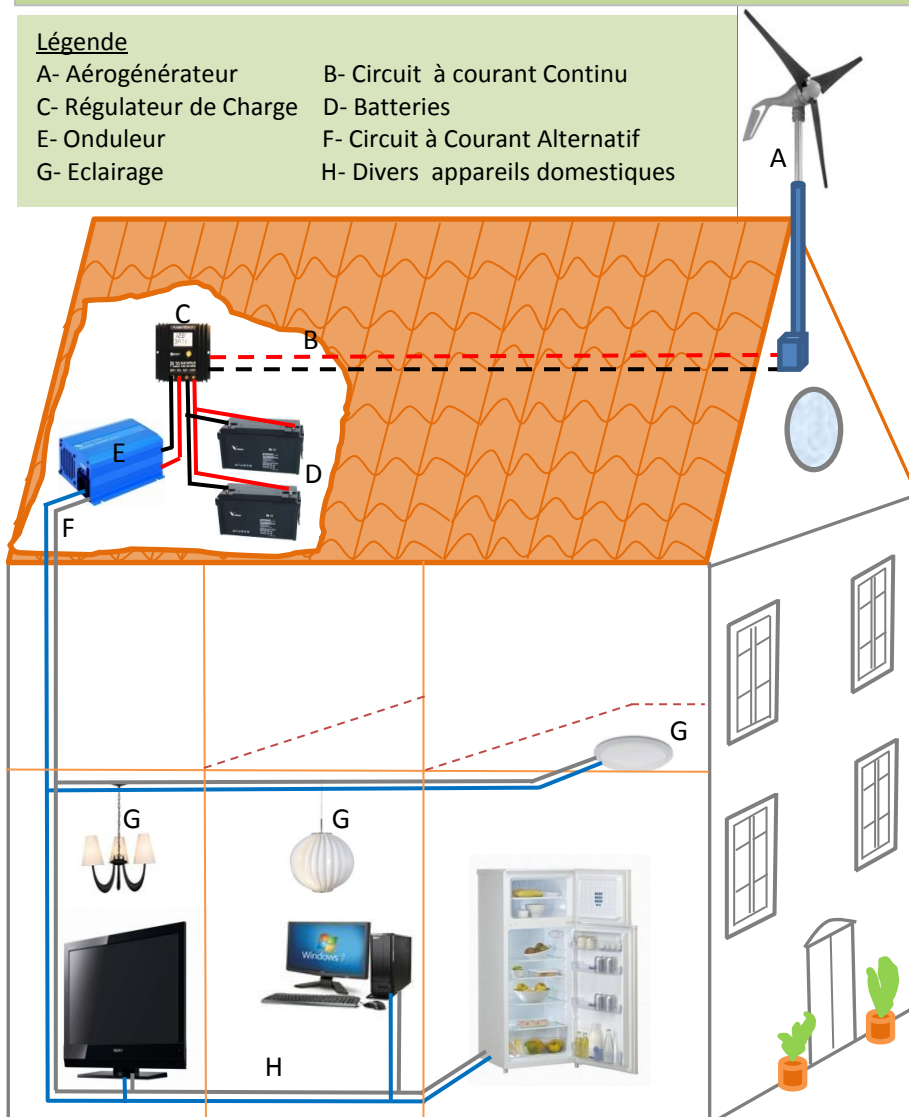 Légende
A- Aérogénérateur B- Circuit à courant Continu
C- Régulateur de Charge D- Batteries
E- Onduleur F- Circuit à Courant Alternatif
G- Eclairage H- Divers appareils domestiques
A
C
B
E
D
F
G
G
G
Windows 7
SONY
H